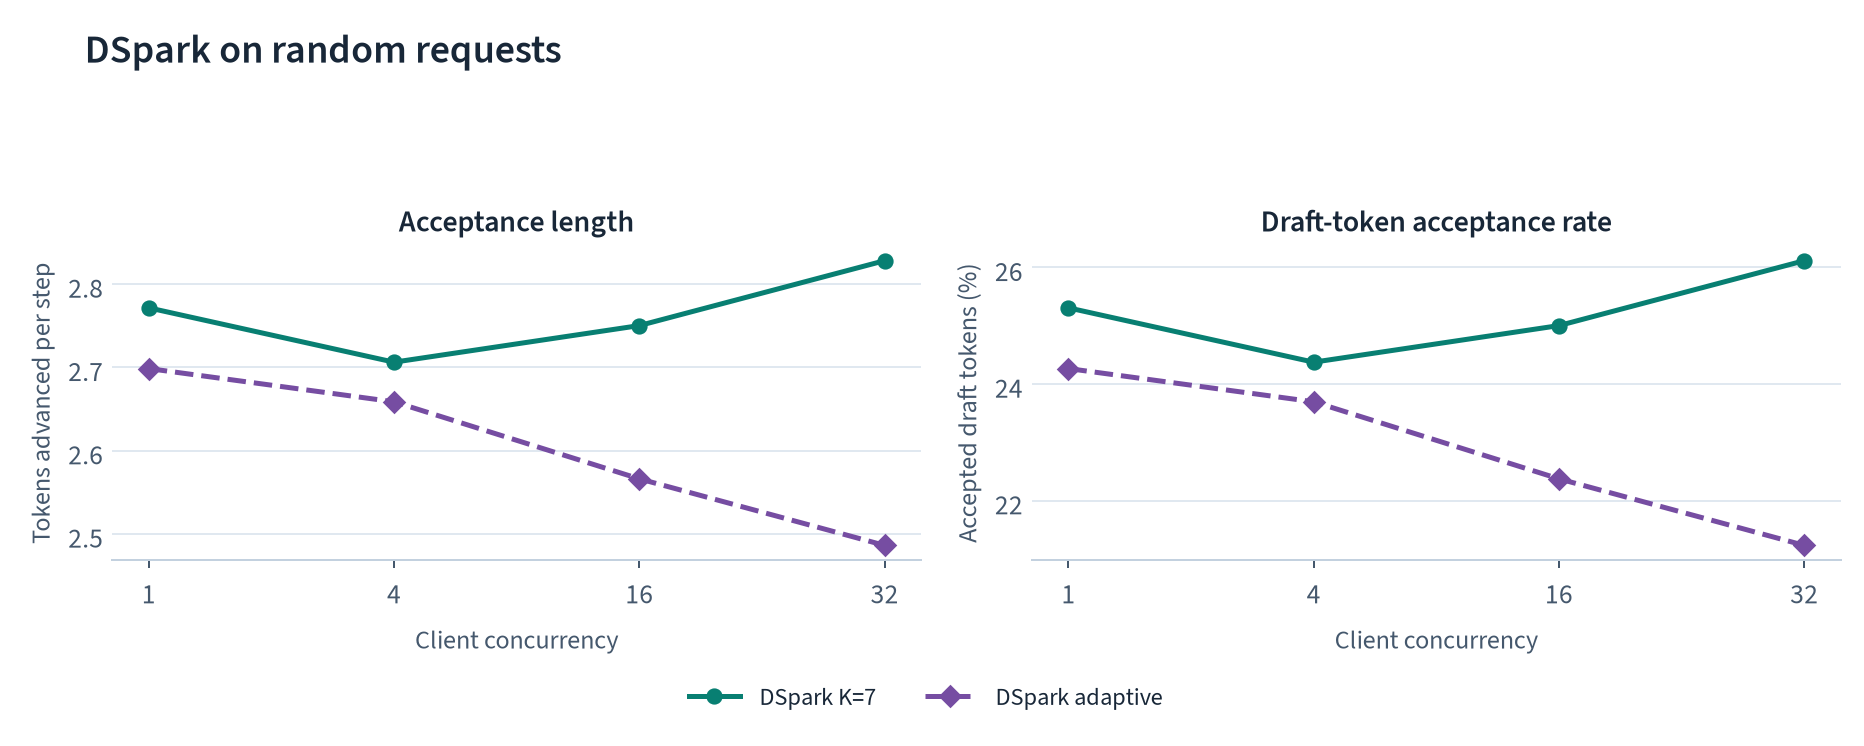 DSpark on random requests
Acceptance length
Tokens advanced per step
2.8
2.7
2.6
2.5
1 4 16 32
Client concurrency
Draft-token acceptance rate
Accepted draft tokens (%)
26
24
22
1 4 16 32
Client concurrency
DSpark K=7 DSpark adaptive